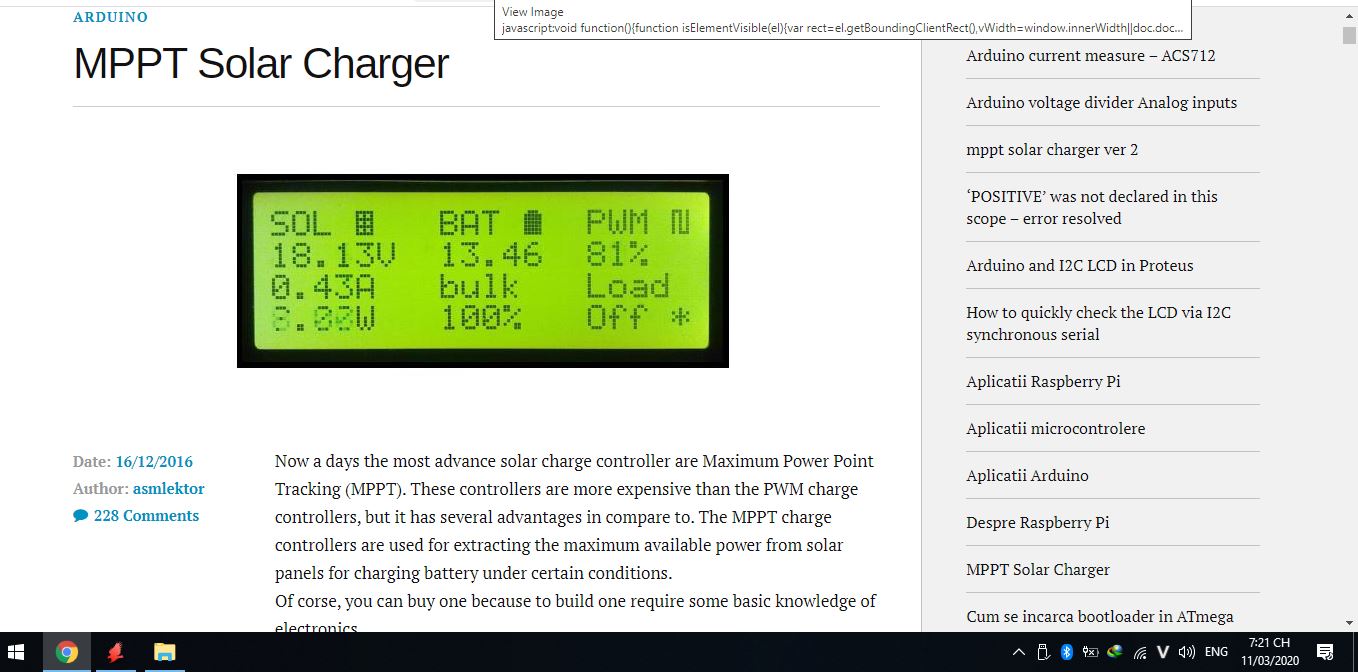 View Image
javascript:void function(){function isElementVisible(el){var rect=el.getBoundingClientRect(),vWidth=window.innerWidth||doc.doc...
ARDUINO
MPPT Solar Charger
SOL BAT PWM
18.13V 13.46 81%
0.43A bulk Load
100% Off *
Date: 16/12/2016
Author: asmlektor
228 Comments
Now a days the most advance solar charge controller are Maximum Power Point
Tracking (MPPT). These controllers are more expensive than the PWM charge
controllers, but it has several advantages in compare to. The MPPT charge
controllers are used for extracting the maximum available power from solar
panels for charging battery under certain conditions.
Of corse, you can buy one because to build one require some basic knowledge of
electronics
Arduino current measure – ACS712
Arduino voltage divider Analog inputs
mppt solar charger ver 2
‘POSITIVE’ was not declared in this
scope – error resolved
Arduino and I2C LCD in Proteus
How to quickly check the LCD via I2C
synchronous serial
Aplicatii Raspberry Pi
Aplicatii microcontrolere
Aplicatii Arduino
Despre Raspberry Pi
MPPT Solar Charger
Cum se incarca bootloader in ATmega
V
ENG
7:21 CH
11/03/2020